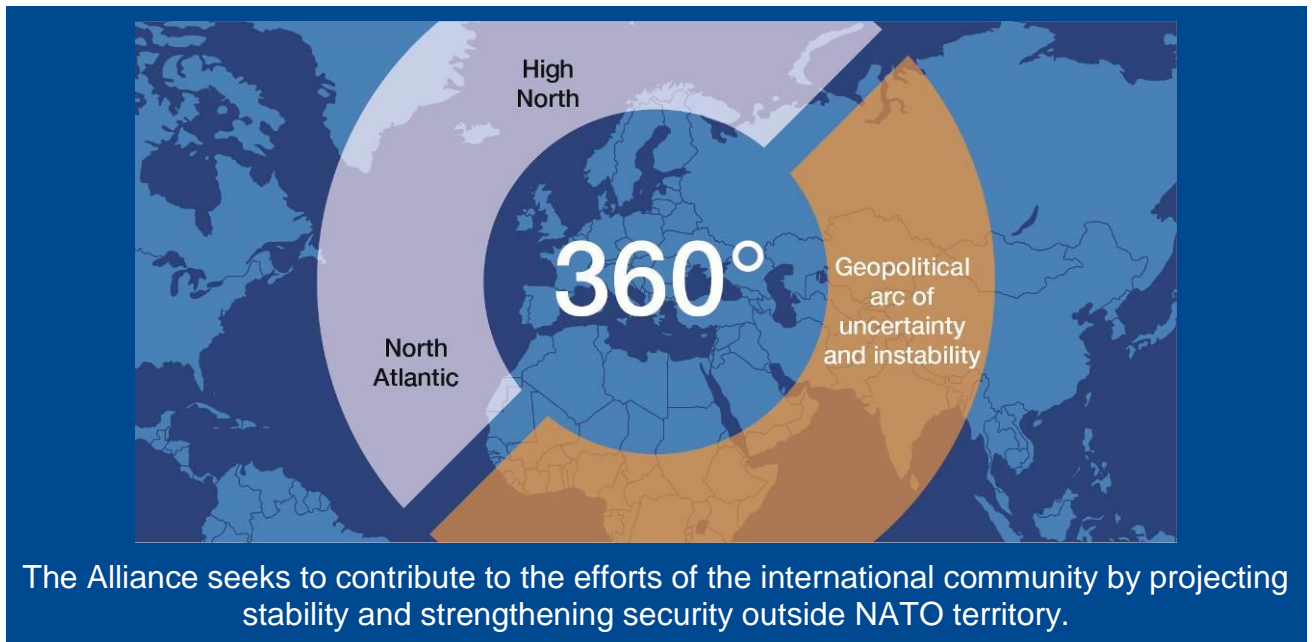 High
North
360°
Geopolitical
arc of
uncertainty
and instability
North
Atlantic
The Alliance seeks to contribute to the efforts of the international community by projecting
stability and strengthening security outside NATO territory.